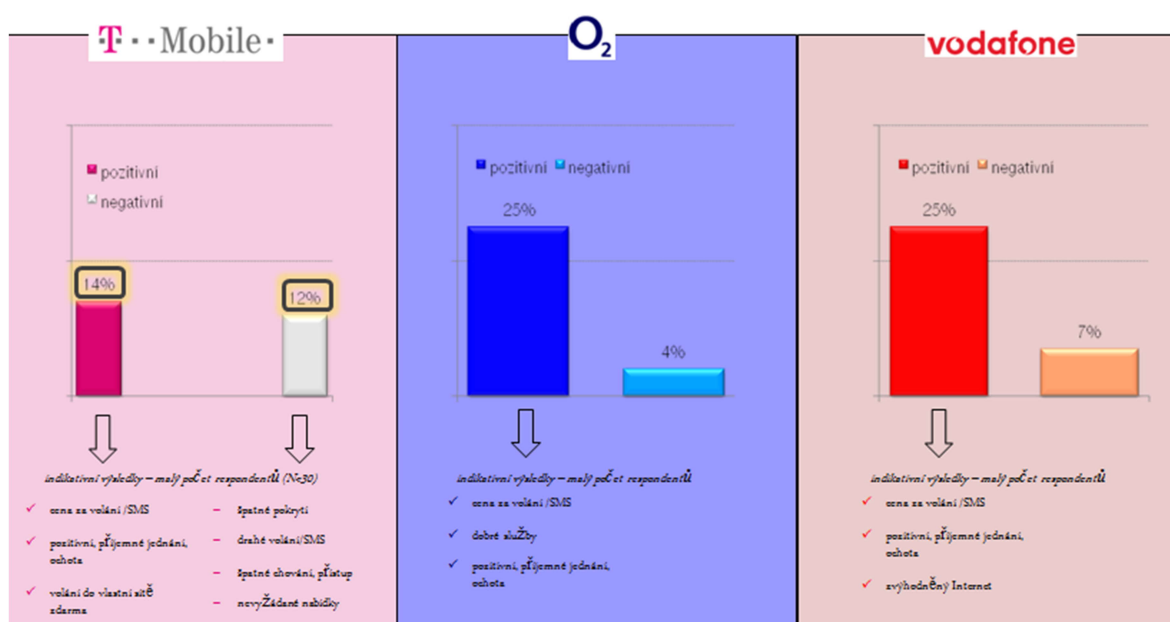 T··Mobile·
pozitivní
negativní
14%
12%
indikativní výsledky – malý počet respondentů (N<30)
cena za volání /SMS
pozitivní, příjemné jednání,
ochota
volání do vlastní sítě
zdarma
– špatné pokrytí
– drahé volání/SMS
– špatné chování, přístup
– nevyžádané nabídky
O2
pozitivní negativní
25%
4%
indikativní výsledky – malý počet respondentů
cena za volání /SMS
dobré služby
pozitivní, příjemné jednání,
ochota
vodafone
pozitivní negativní
25%
7%
indikativní výsledky – malý počet respondentů
cena za volání /SMS
pozitivní, příjemné jednání,
ochota
zvýhodněný Internet